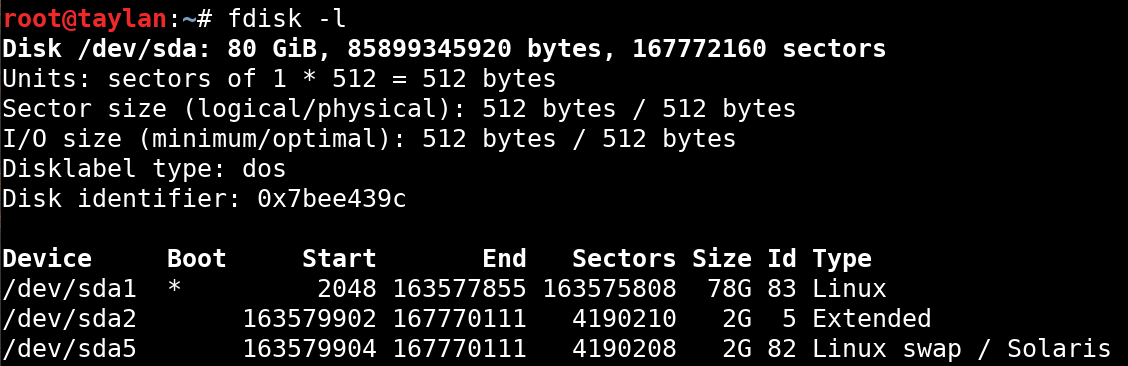 root@taylan:~# fdisk -l
Disk /dev/sda: 80 GiB, 85899345920 bytes, 167772160 sectors
Units: sectors of 1 * 512 = 512 bytes
Sector size (logical/physical): 512 bytes / 512 bytes
I/O size (minimum/optimal): 512 bytes / 512 bytes
Disklabel type: dos
Disk identifier: 0x7bee439c

Device     Boot     Start       End   Sectors Size Id Type
/dev/sda1  *         2048 163577855 163575808  78G 83 Linux
/dev/sda2       163579902 167770111   4190210   2G  5 Extended
/dev/sda5       163579904 167770111   4190208   2G 82 Linux swap / Solaris